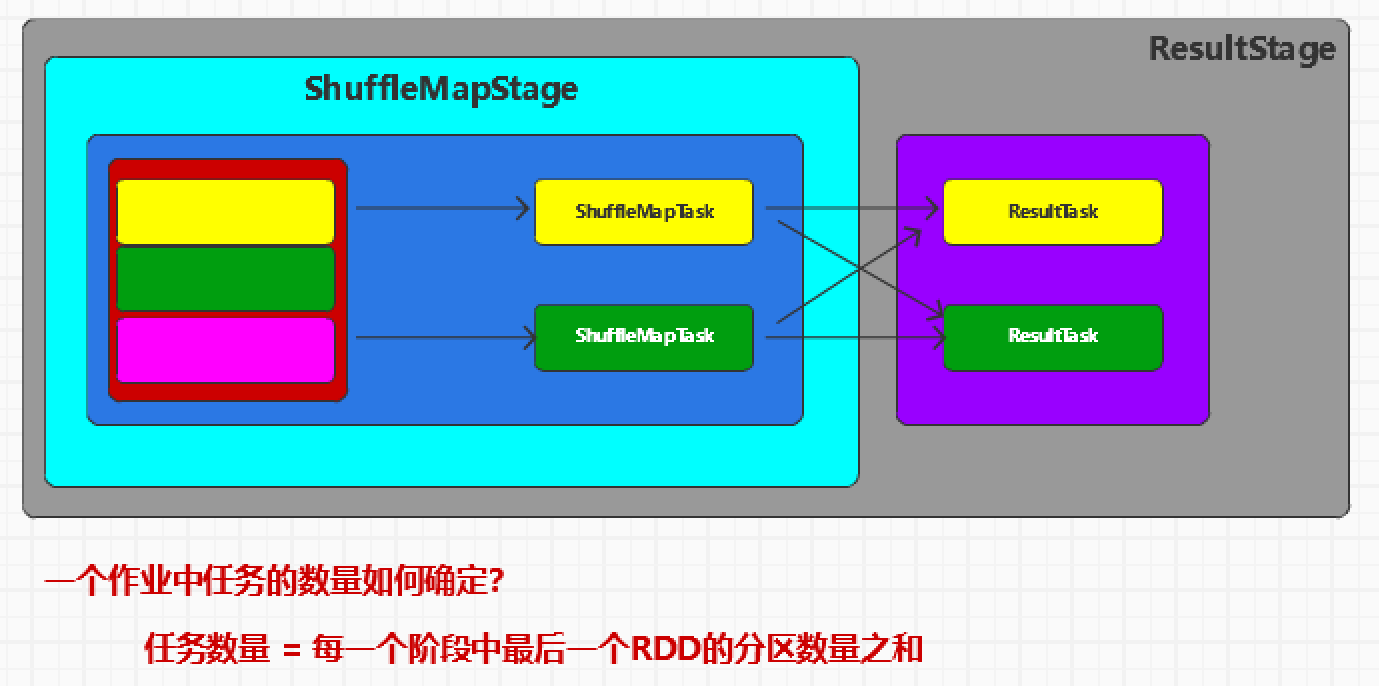 ResultStage
ShuffleMapStage
ShuffleMapTask
ResultTask
ShuffleMapTask
ResultTask
一个作业中任务的数量如何确定?
任务数量 = 每一个阶段中最后一个RDD的分区数量之和